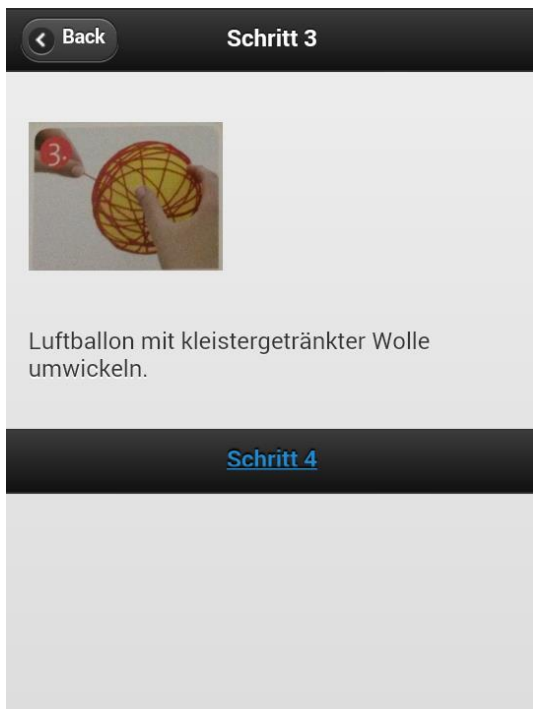 Back
Schritt 3
3.
Luftballon mit kleistergetränkter Wolle
umwickeln.
Schritt 4